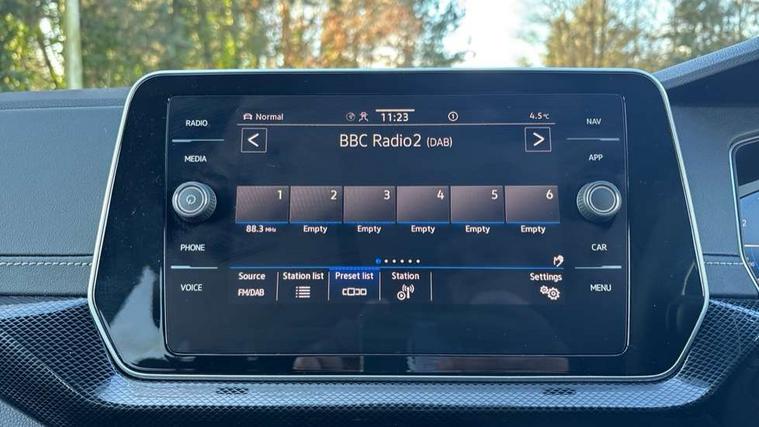 RADIO
MEDIA
PHONE
VOICE
Normal 11:23 4.5°C
< BBC Radio2 (DAB) >
1 2 3 4 5 6
88.3 MHz Empty Empty Empty Empty Empty
Source Station list Preset list Station Settings
FM/DAB
NAV
APP
CAR
MENU
2